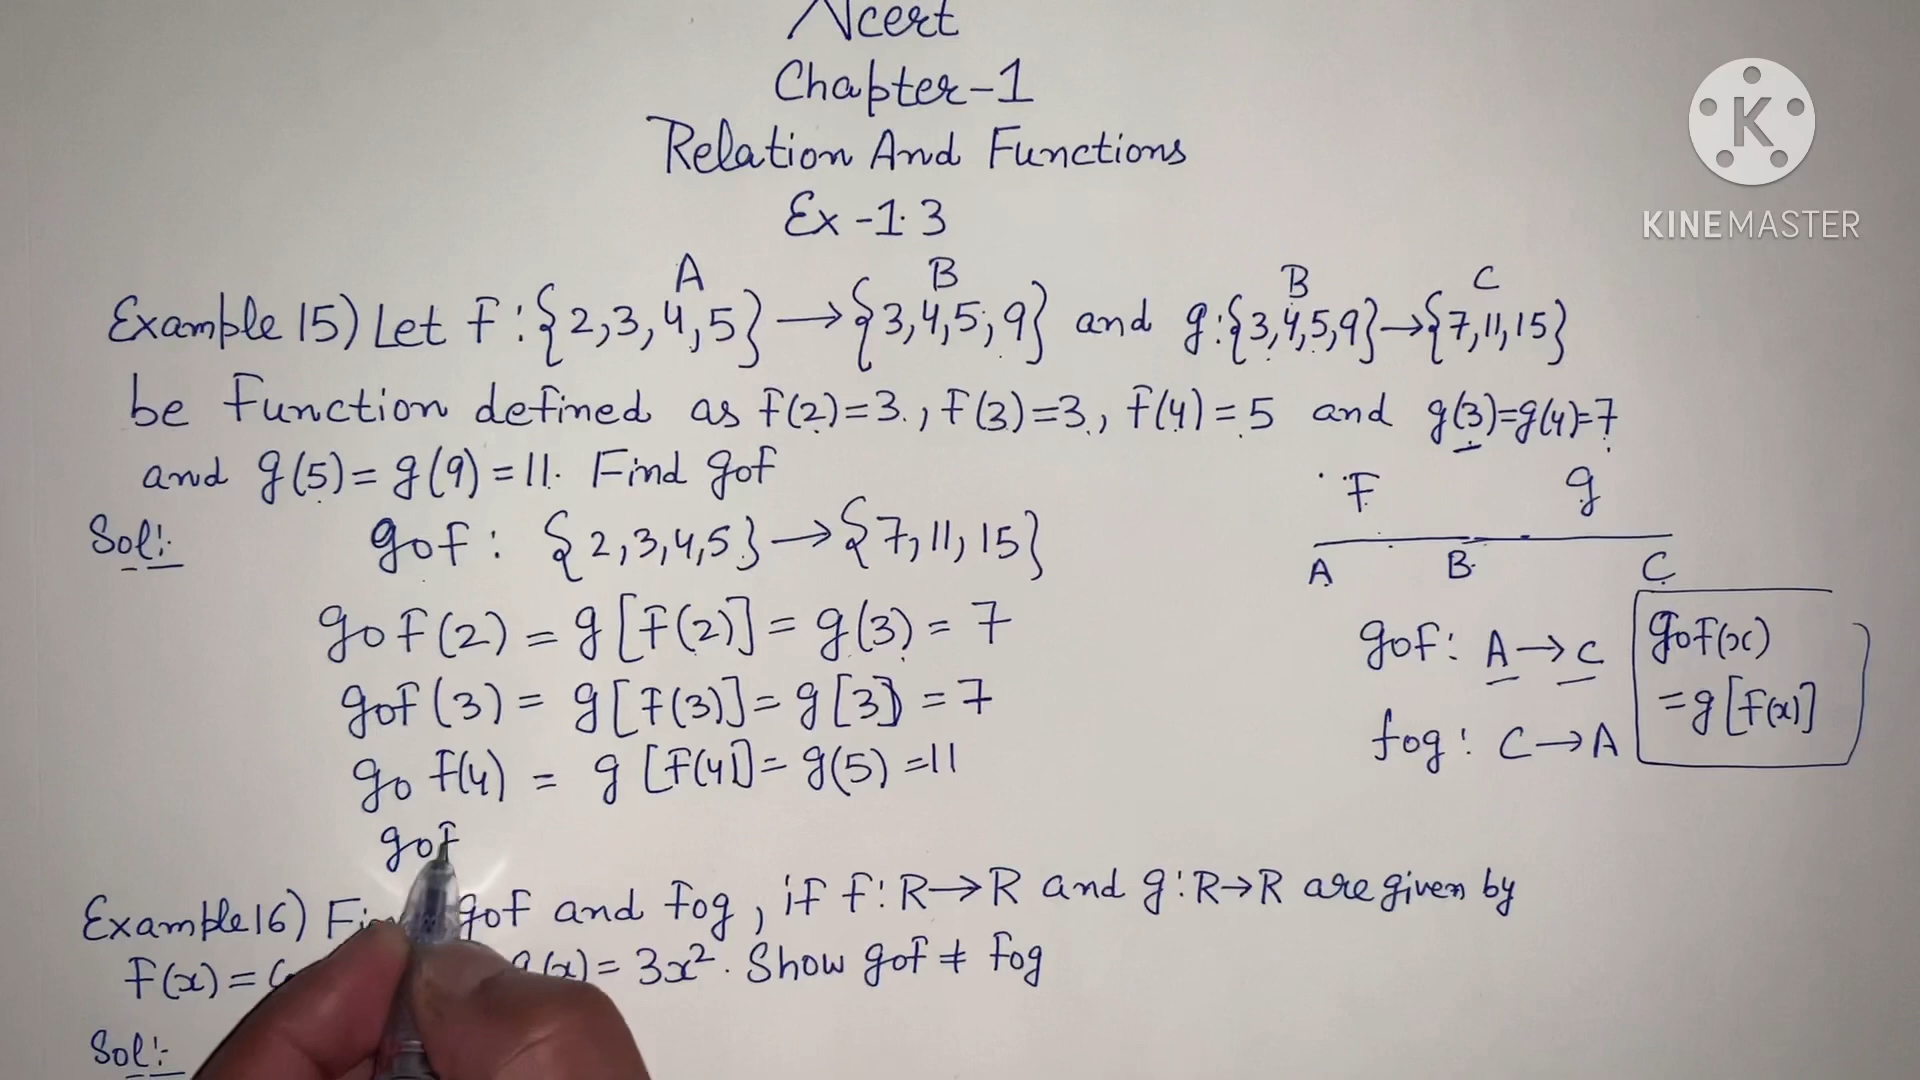 Ncert
Chapter-1
Relation And Functions
Ex-1.3
A B B C
Example 15) Let F:{2,3,4,5}→{3,4,5,9} and g:{3,4,5,9}→{7,11,15}
be Function defined as F(2)=3, F(3)=3, F(4)=5 and g(3)=g(4)=7
and g(5)=g(9)=11. Find goF
Sol:-
goF: {2,3,4,5}→{7,11,15}
goF(2) = g[F(2)] = g(3) = 7
goF(3) = g[F(3)] = g[3] = 7
goF(4) = g[F(4)] = g(5) = 11
goF
F g
A B C
goF: A→C
fog: C→A
goF(x)
=g[F(x)]
Example 16) goF and Fog, if f:R→R and g:R→R are given by
F(x)= g(x)=3x². Show goF ≠ Fog
Sol:-
K
KINEMASTER